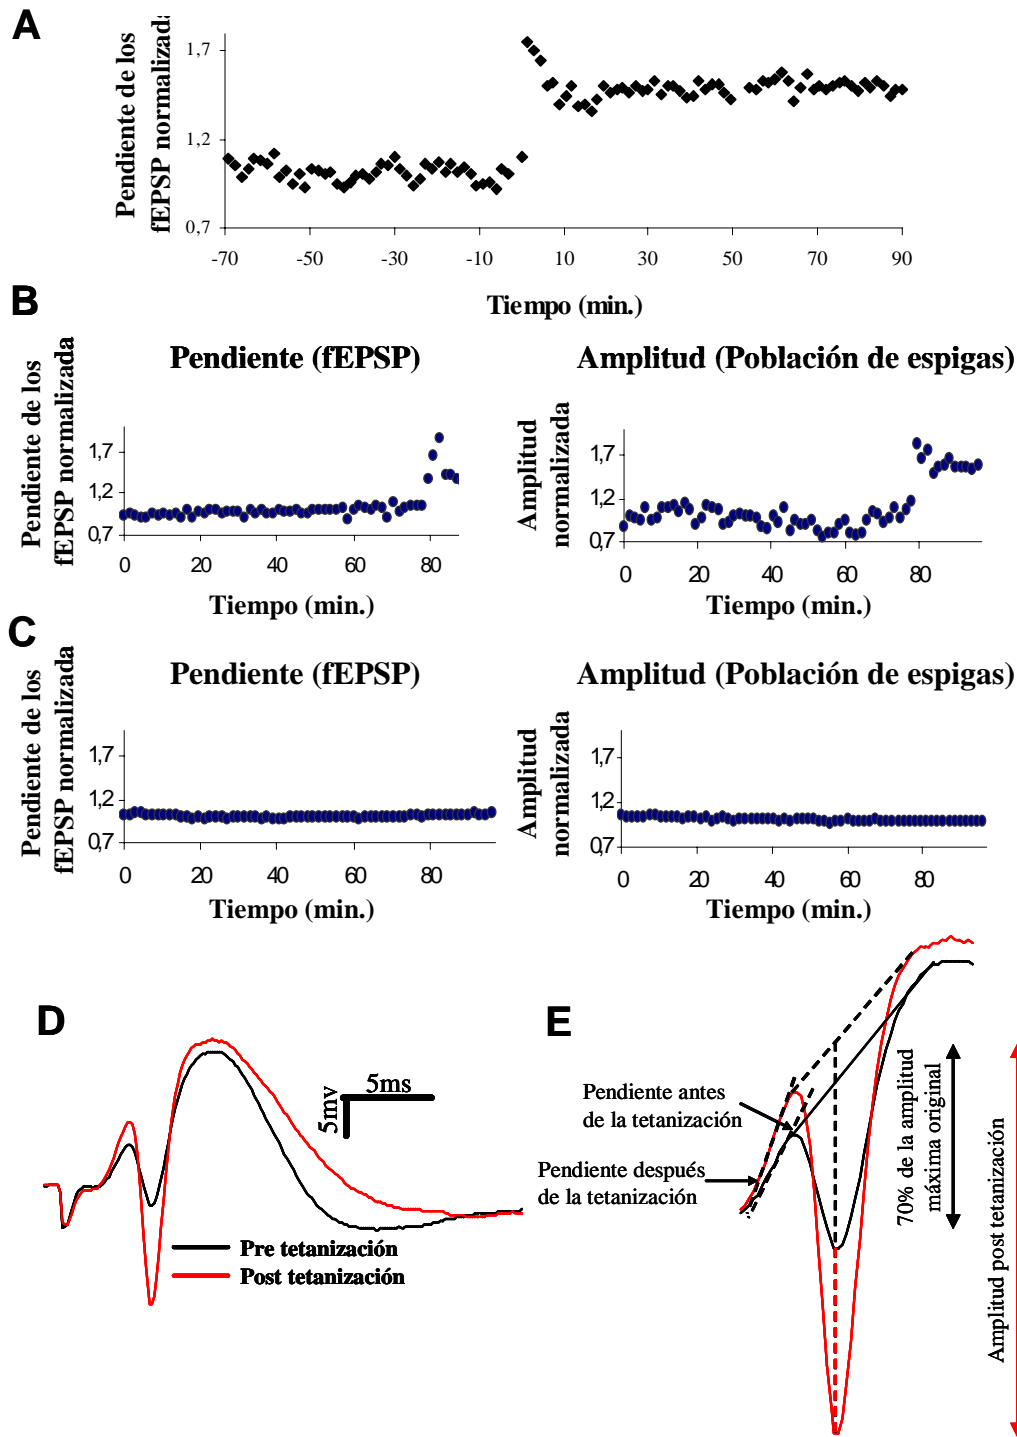 A
Pendiente de los
fEPSP normalizada
1,7
1,2
0,7
-70 -50 -30 -10 10 30 50 70 90
Tiempo (min.)
B
Pendiente (fEPSP)
Pendiente de los
fEPSP normalizada
1,7
1,2
0,7
0 20 40 60 80
Tiempo (min.)
Amplitud (Población de espigas)
Amplitud
normalizada
1,7
1,2
0,7
0 20 40 60 80
Tiempo (min.)
C
Pendiente (fEPSP)
Pendiente de los
fEPSP normalizada
1,7
1,2
0,7
0 20 40 60 80
Tiempo (min.)
Amplitud (Población de espigas)
Amplitud
normalizada
1,7
1,2
0,7
0 20 40 60 80
Tiempo (min.)
D
5mv
5ms
Pre tetanización
Post tetanización
E
Pendiente antes
de la tetanización
Pendiente después
de la tetanización
70% de la amplitud
máxima original
Amplitud post tetanización